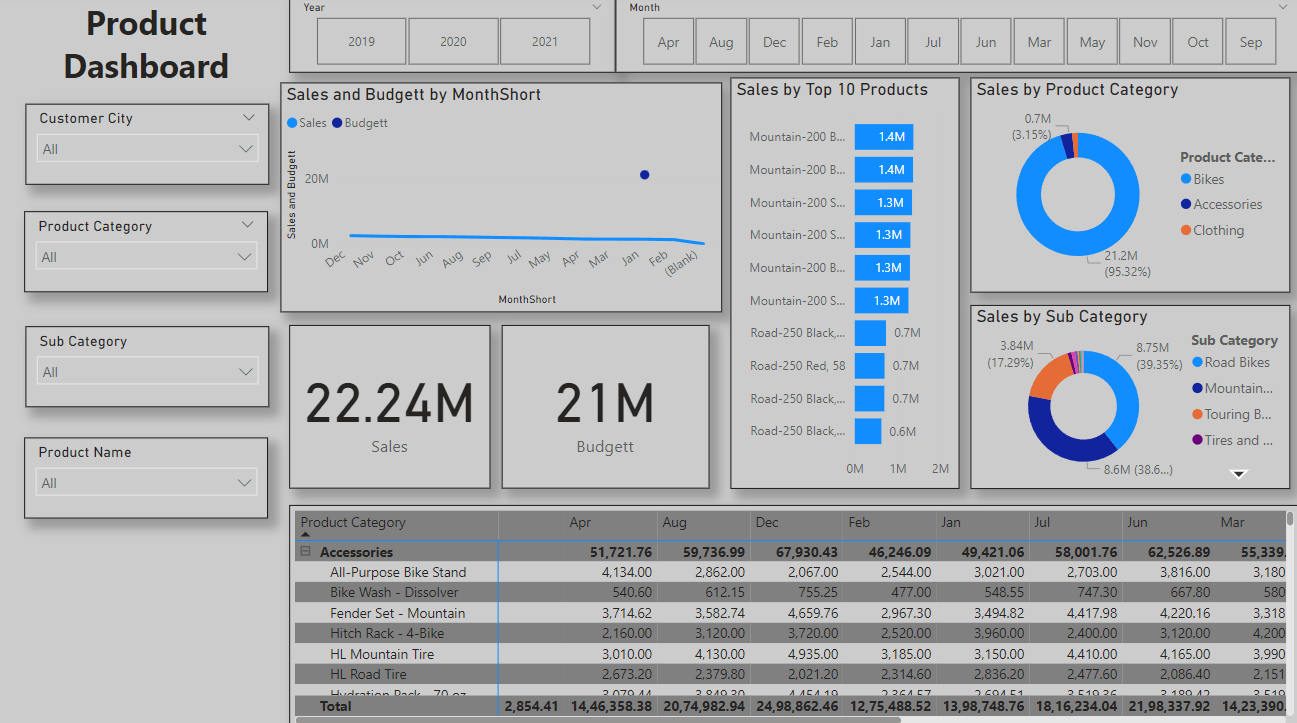 Product
Dashboard
Year
2019 2020 2021
Month
Apr Aug Dec Feb Jan Jul Jun Mar May Nov Oct Sep
Customer City
All
Product Category
All
Sub Category
All
Product Name
All
Sales and Budgett by MonthShort
Sales Budgett
Sales and Budgett
20M
0M
Dec Nov Oct Jun Aug Sep Jul May Apr Mar Jan Feb (Blank)
MonthShort
22.24M
Sales
21M
Budgett
Sales by Top 10 Products
Mountain-200 B... 1.4M
Mountain-200 B... 1.4M
Mountain-200 S... 1.3M
Mountain-200 S... 1.3M
Mountain-200 B... 1.3M
Mountain-200 S... 1.3M
Road-250 Black,... 0.7M
Road-250 Red, 58 0.7M
Road-250 Black,... 0.7M
Road-250 Black,... 0.6M
0M 1M 2M
Sales by Product Category
0.7M
(3.15%)
21.2M
(95.32%)
Product Cate...
Bikes
Accessories
Clothing
Sales by Sub Category
3.84M
(17.29%)
8.75M
(39.35%)
8.6M (38.6...)
Sub Category
Road Bikes
Mountain...
Touring B...
Tires and ...
Product Category Apr Aug Dec Feb Jan Jul Jun Mar
Accessories 51,721.76 59,736.99 67,930.43 46,246.09 49,421.06 58,001.76 62,526.89 55,339.
All-Purpose Bike Stand 4,134.00 2,862.00 2,067.00 2,544.00 3,021.00 2,703.00 3,816.00 3,180
Bike Wash - Dissolver 540.60 612.15 755.25 477.00 548.55 747.30 667.80 580
Fender Set - Mountain 3,714.62 3,582.74 4,659.76 2,967.30 3,494.82 4,417.98 4,220.16 3,318
Hitch Rack - 4-Bike 2,160.00 3,120.00 3,720.00 2,520.00 3,960.00 2,400.00 3,120.00 4,200
HL Mountain Tire 3,010.00 4,130.00 4,935.00 3,185.00 3,150.00 4,410.00 4,165.00 3,990
HL Road Tire 2,673.20 2,379.80 2,021.20 2,314.60 2,836.20 2,477.60 2,086.40 2,151
Hydration Pack - 70 oz. 3,079.44 3,849.30 4,454.19 2,364.57 2,694.51 3,519.36 3,189.42 3,519
Total 2,854.41 14,46,358.38 20,74,982.94 24,98,862.46 12,75,488.52 13,98,748.76 18,16,234.04 21,98,337.92 14,23,390.